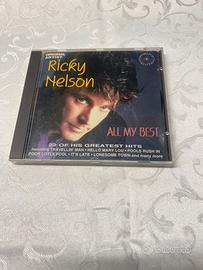 ORIGINAL
ARTIST
Ricky
Nelson
ALL MY BEST
22 OF HIS GREATEST HITS
Including TRAVELLIN' MAN • HELLO MARY LOU • FOOLS RUSH IN
POOR LITTLE FOOL • IT'S LATE • LONESOME TOWN and many more